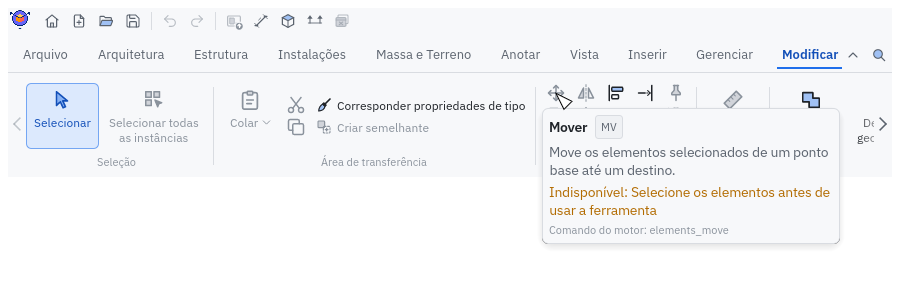 Arquivo Arquitetura Estrutura Instalações Massa e Terreno Anotar Vista Inserir Gerenciar Modificar
Selecionar
Selecionar todas
as instâncias
Seleção
Colar
Corresponder propriedades de tipo
Criar semelhante
Área de transferência
Mover MV
Move os elementos selecionados de um ponto
base até um destino.
Indisponível: Selecione os elementos antes de
usar a ferramenta
Comando do motor: elements_move